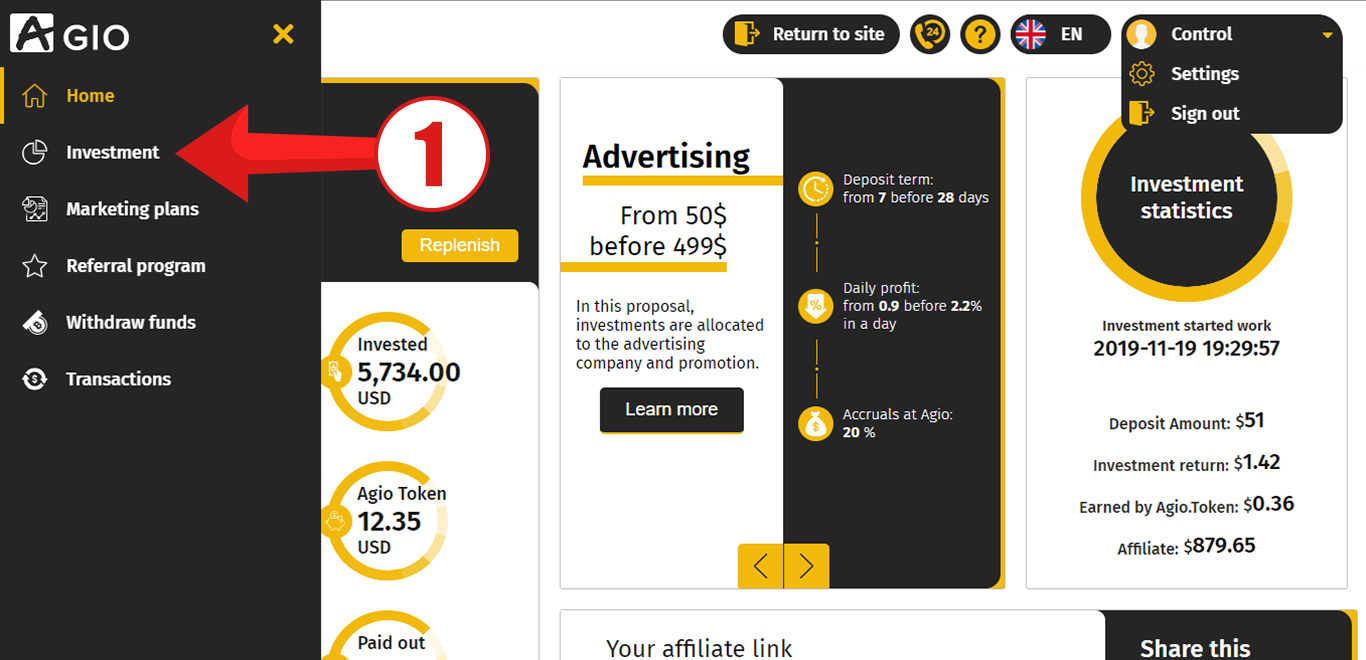 AGIO
Return to site
24
?
EN
Control
Settings
Sign out
Home
Investment
Marketing plans
Referral program
Withdraw funds
Transactions
1
Replenish
Invested
5,734.00
USD
Agio Token
12.35
USD
Paid out
Advertising
From 50$
before 499$
In this proposal,
investments are allocated
to the advertising
company and promotion.
Learn more
Deposit term:
from 7 before 28 days
%
Daily profit:
from 0.9 before 2.2%
in a day
$
Accruals at Agio:
20 %
Investment
statistics
Investment started work
2019-11-19 19:29:57
Deposit Amount: $51
Investment return: $1.42
Earned by Agio.Token: $0.36
Affiliate: $879.65
Your affiliate link
Share this